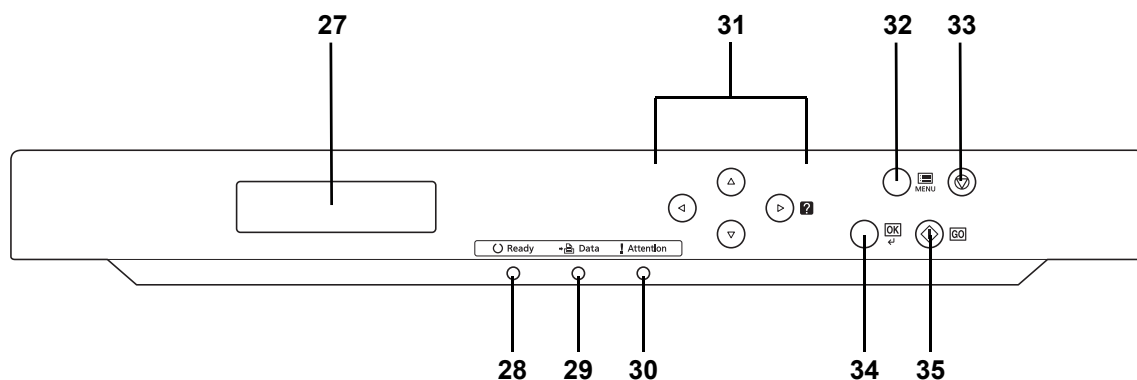 27 31 32 33
MENU
?
OK GO
Ready Data ! Attention
28 29 30 34 35